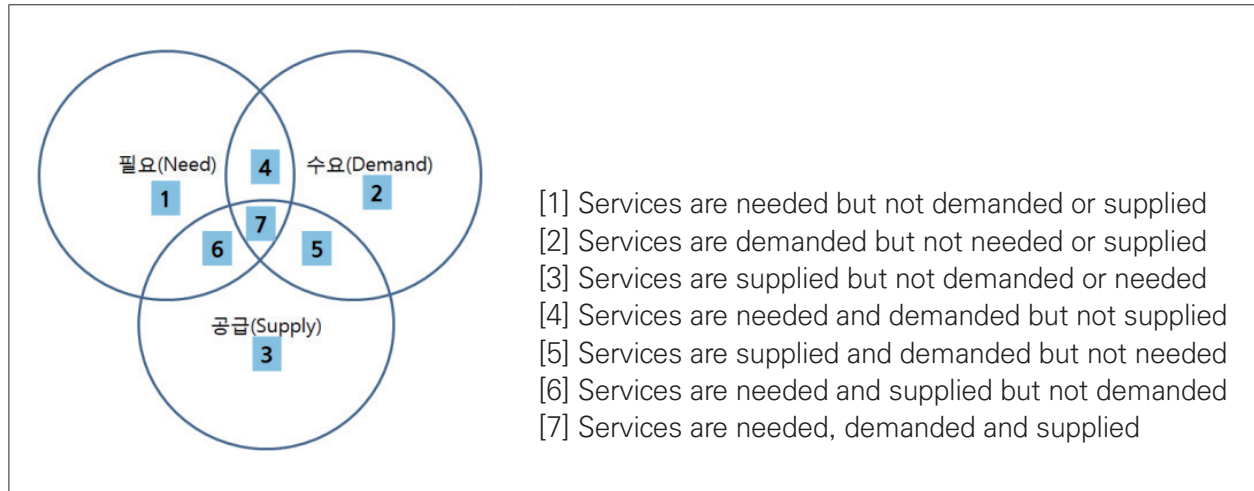 필요(Need)
4
수요(Demand)
1
2
7
6
5
공급(Supply)
3
[1] Services are needed but not demanded or supplied
[2] Services are demanded but not needed or supplied
[3] Services are supplied but not demanded or needed
[4] Services are needed and demanded but not supplied
[5] Services are supplied and demanded but not needed
[6] Services are needed and supplied but not demanded
[7] Services are needed, demanded and supplied